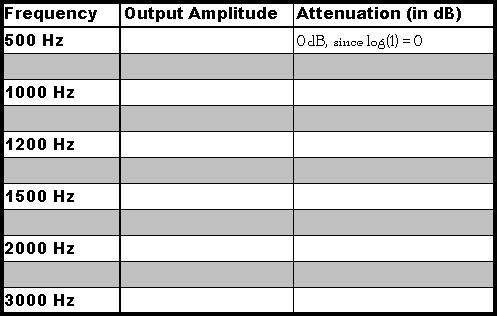 Frequency Output Amplitude Attenuation (in dB)
500 Hz 0 dB, since log(1) = 0
1000 Hz
1200 Hz
1500 Hz
2000 Hz
3000 Hz